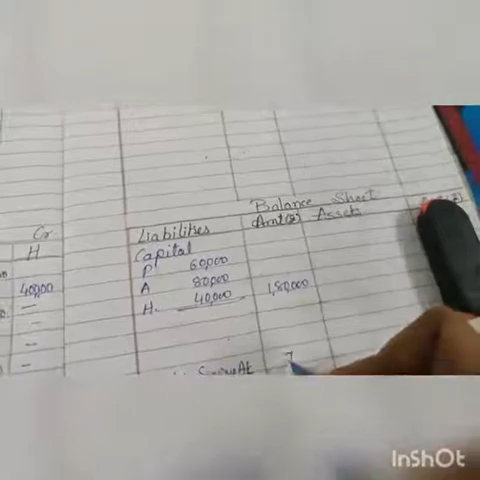 Balance Sheet
Cr
Liabilities Amt(₹) Assets
H
Capital
P 60,000
A 80,000
40,000
H 40,000 1,80,000
InShOt